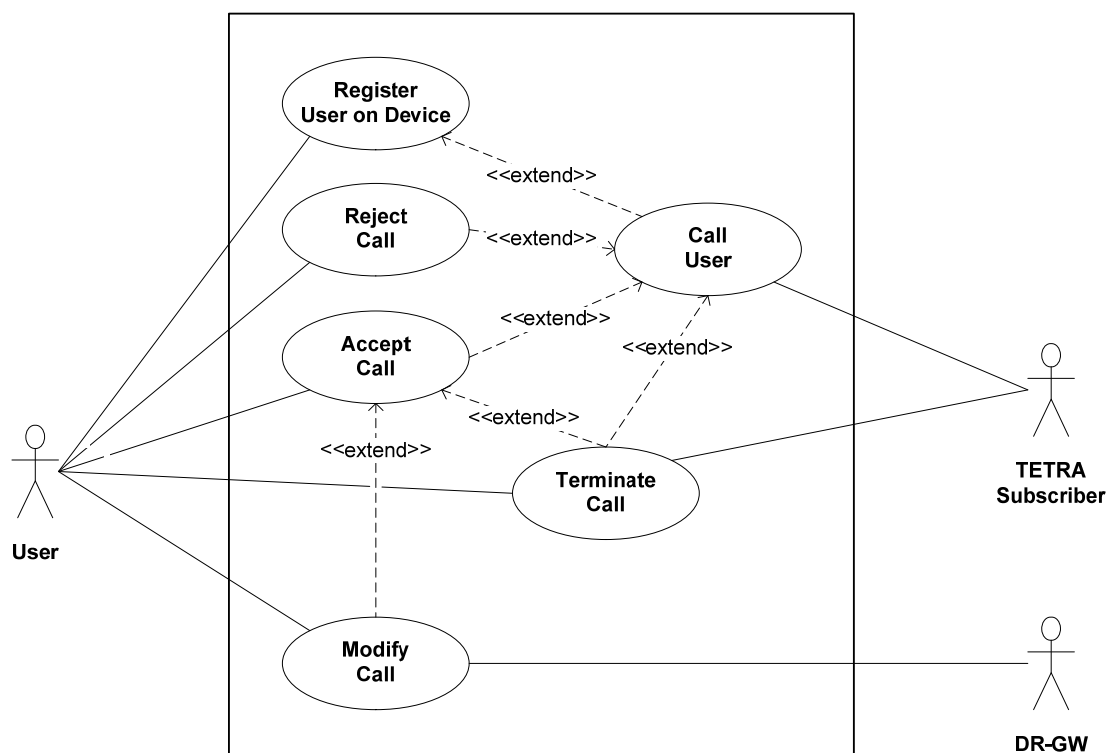 Register
User on Device
<<extend>>
Reject
Call
<<extend>>
Call
User
<<extend>>
<<extend>>
Accept
Call
<<extend>>
<<extend>>
Terminate
Call
TETRA
Subscriber
User
Modify
Call
DR-GW